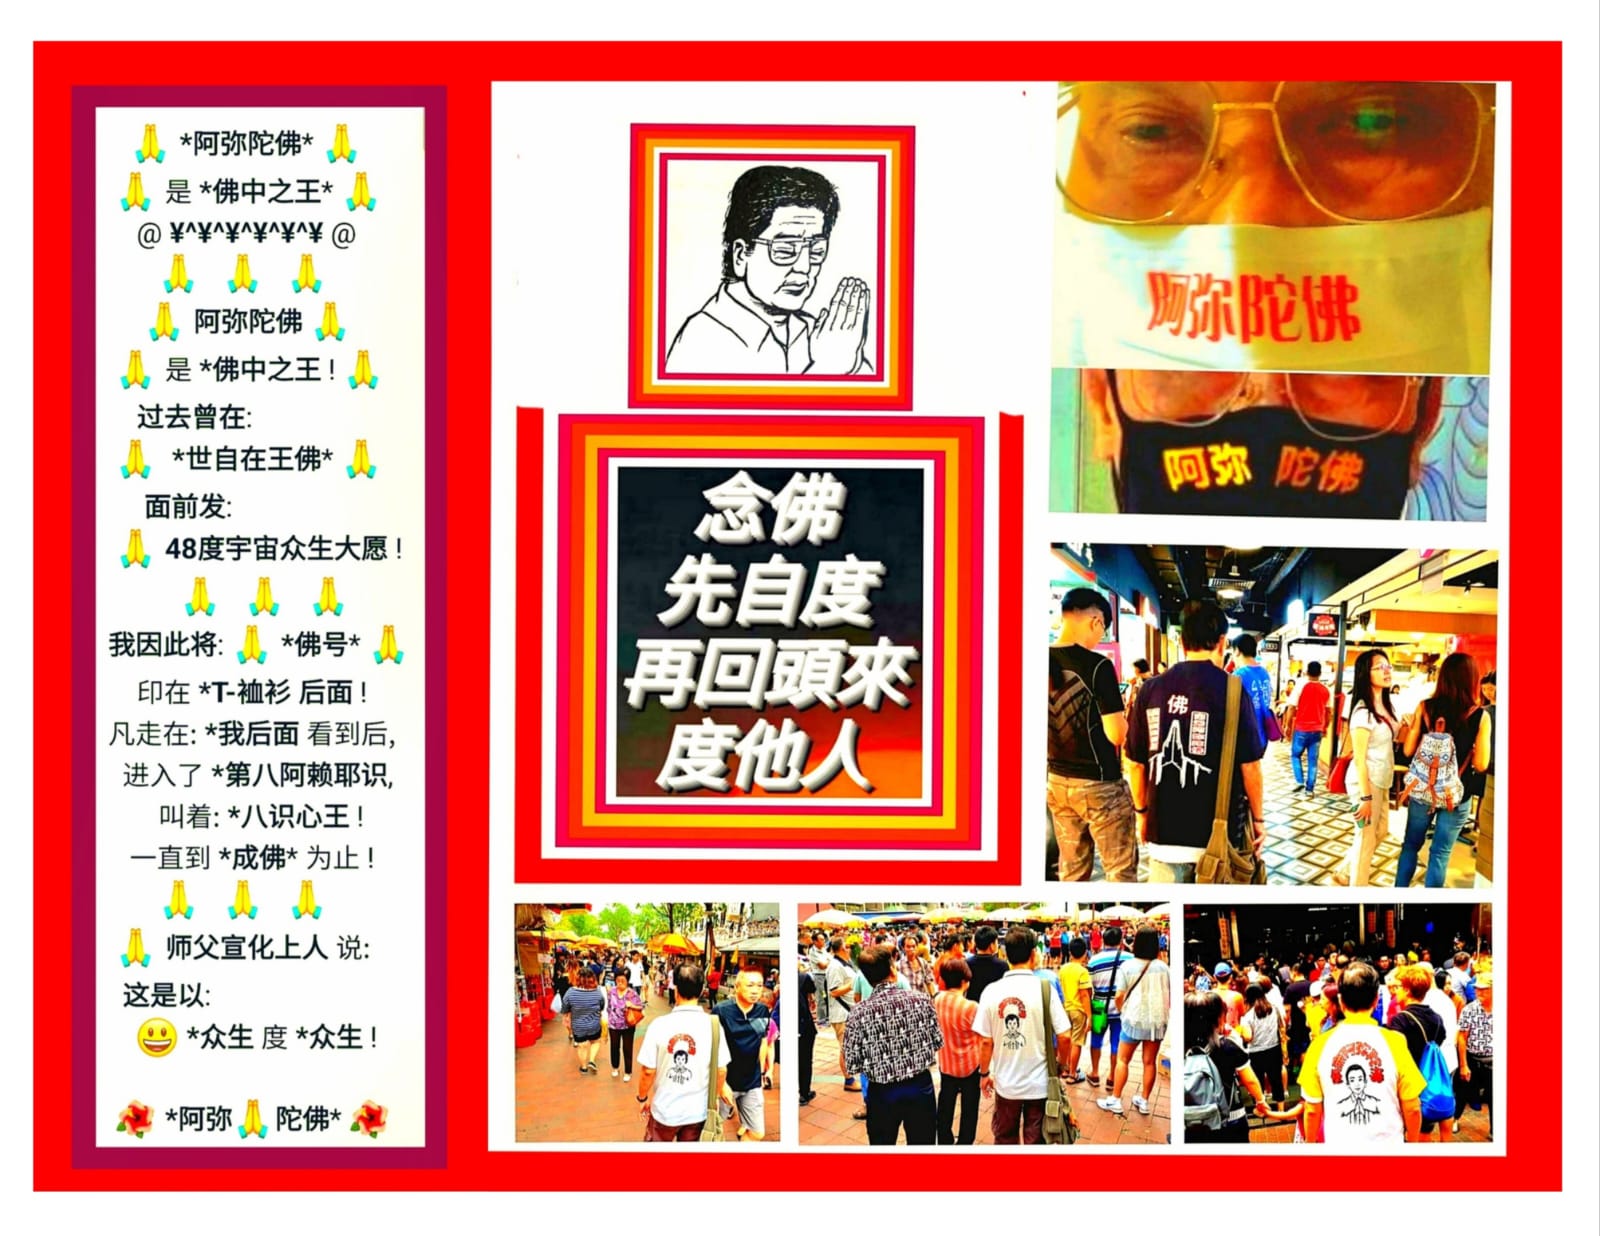 🙏 *阿弥陀佛* 🙏
🙏 是 *佛中之王* 🙏
@ ¥^¥^¥^¥^¥^¥ @
🙏 🙏 🙏
🙏 阿弥陀佛 🙏
🙏 是 *佛中之王 ! 🙏
过去曾在:
🙏 *世自在王佛* 🙏
面前发:
🙏 48度宇宙众生大愿 !
🙏 🙏 🙏
我因此将: 🙏 *佛号* 🙏
印在 *T-裇衫 后面 !
凡走在: *我后面 看到后,
进入了 *第八阿赖耶识,
叫着: *八识心王 !
一直到 *成佛* 为止 !
🙏 🙏 🙏
🙏 师父宣化上人 说:
这是以:
😃 *众生 度 *众生 !
🌺 *阿弥 🙏 陀佛* 🌺
念佛
先自度
再回頭來
度他人
阿弥陀佛
阿弥 陀佛
佛